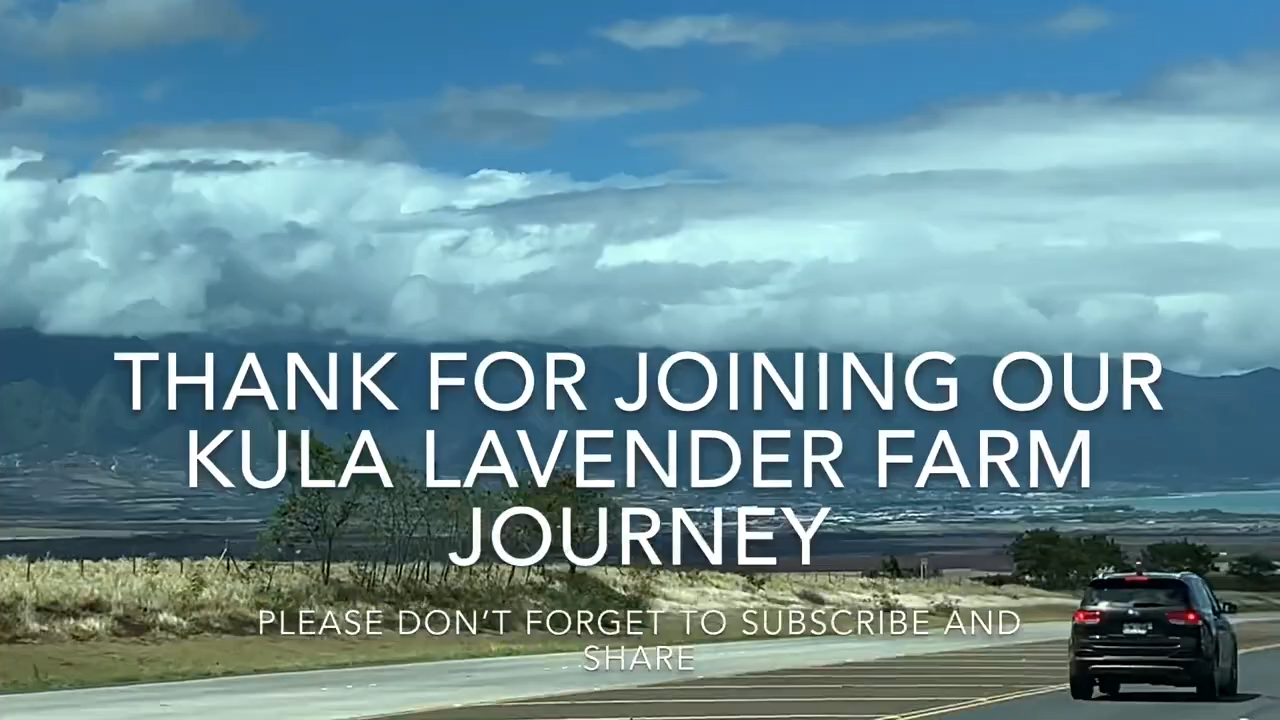 THANK FOR JOINING OUR
KULA LAVENDER FARM
JOURNEY
PLEASE DON'T FORGET TO SUBSCRIBE AND
SHARE